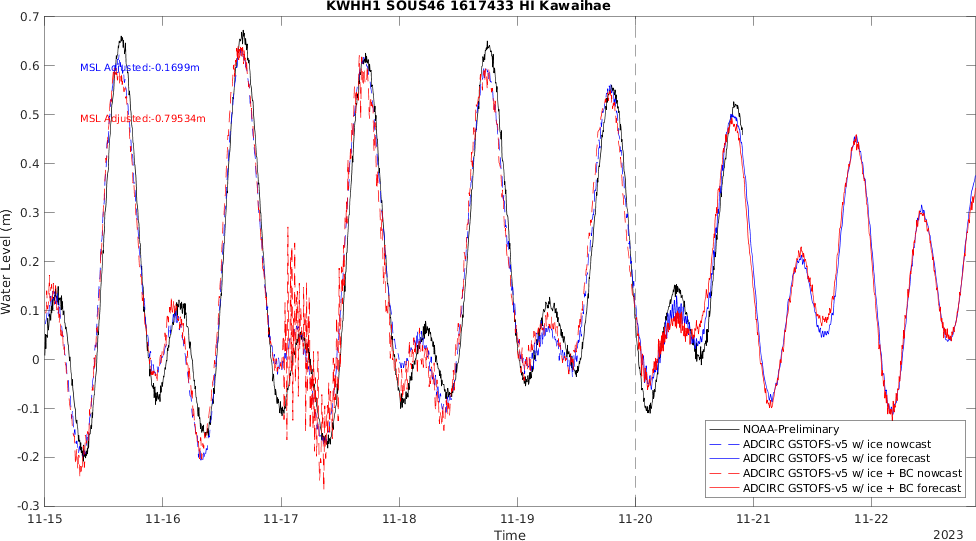 KWHH1 SOUS46 1617433 HI Kawaihae
Water Level (m)
0.7
0.6
0.5
0.4
0.3
0.2
0.1
0
-0.1
-0.2
-0.3
MSL Adjusted:-0.1699m
MSL Adjusted:-0.79534m
NOAA-Preliminary
ADCIRC GSTOFS-v5 w/ ice nowcast
ADCIRC GSTOFS-v5 w/ ice forecast
ADCIRC GSTOFS-v5 w/ ice + BC nowcast
ADCIRC GSTOFS-v5 w/ ice + BC forecast
11-15 11-16 11-17 11-18 11-19 11-20 11-21 11-22
Time
2023